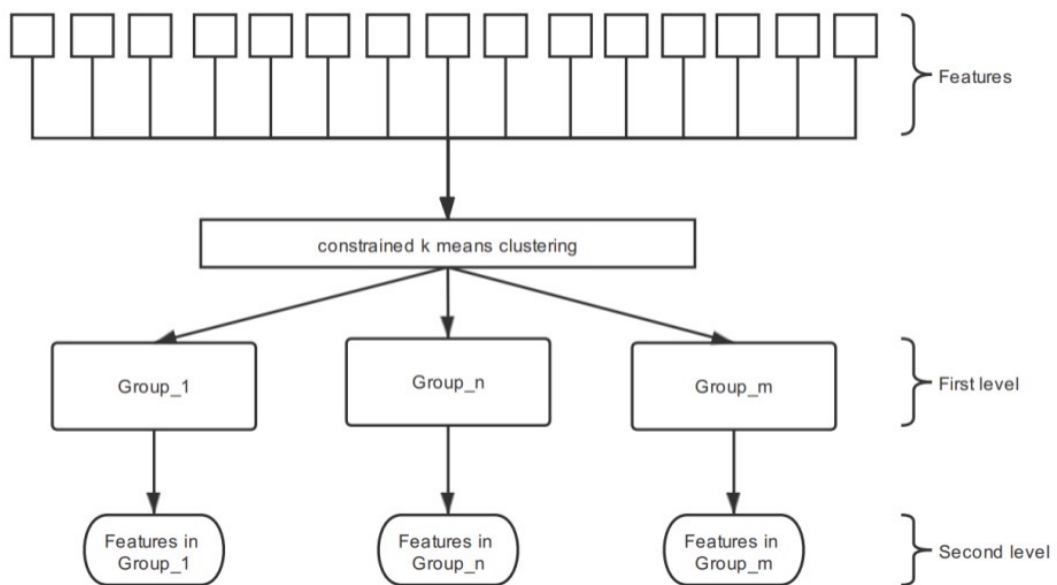 Features
constrained k means clustering
Group_1
Group_n
Group_m
First level
Features in
Group_1
Features in
Group_n
Features in
Group_m
Second level